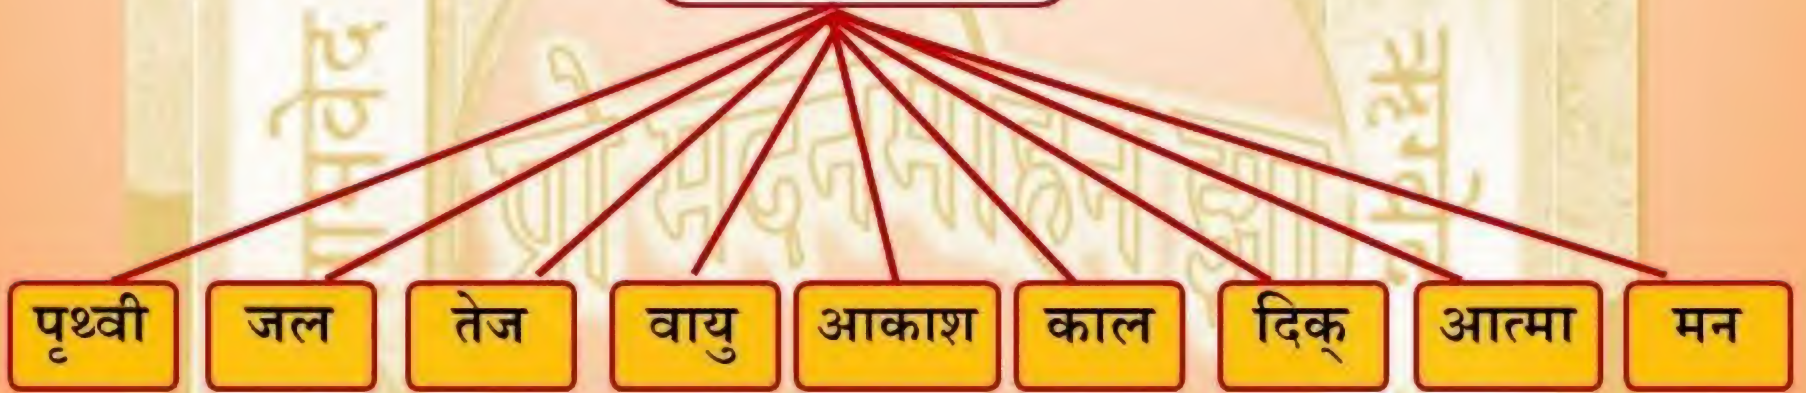 पृथ्वी जल तेज वायु आकाश काल दिक् आत्मा मन